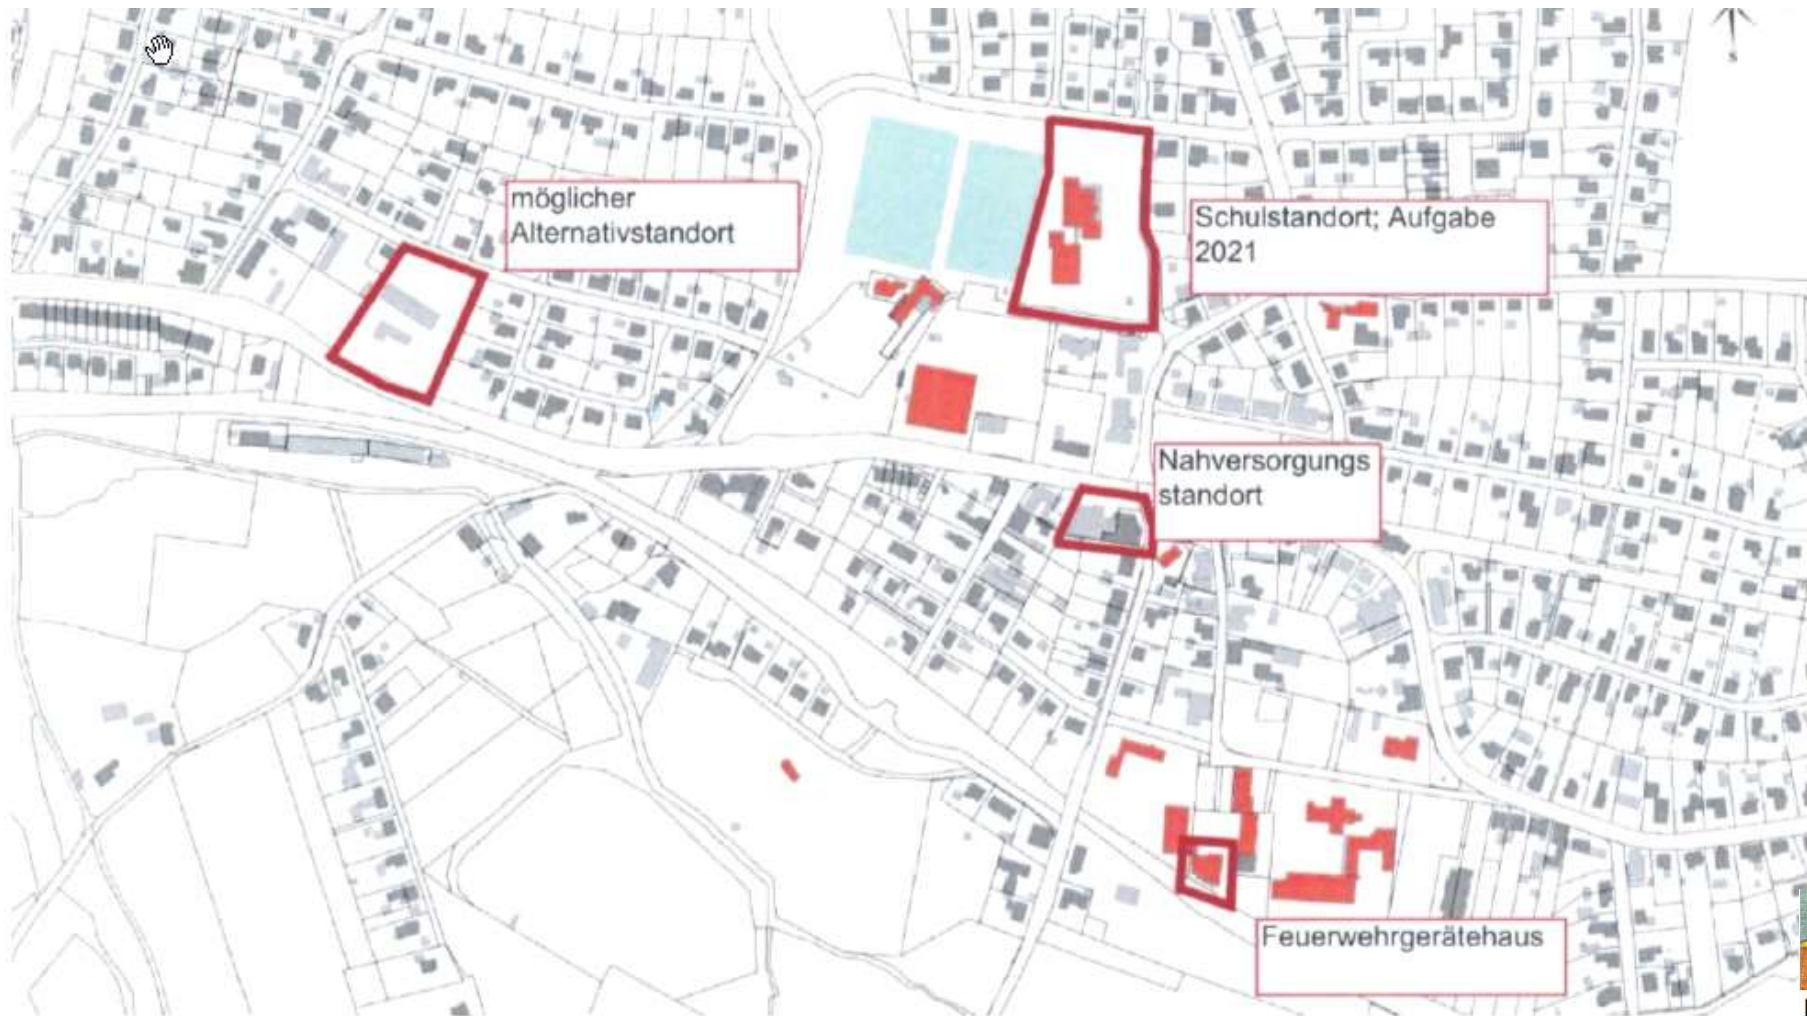 möglicher
Alternativstandort
Schulstandort; Aufgabe
2021
Nahversorgungs
standort
Feuerwehrgerätehaus